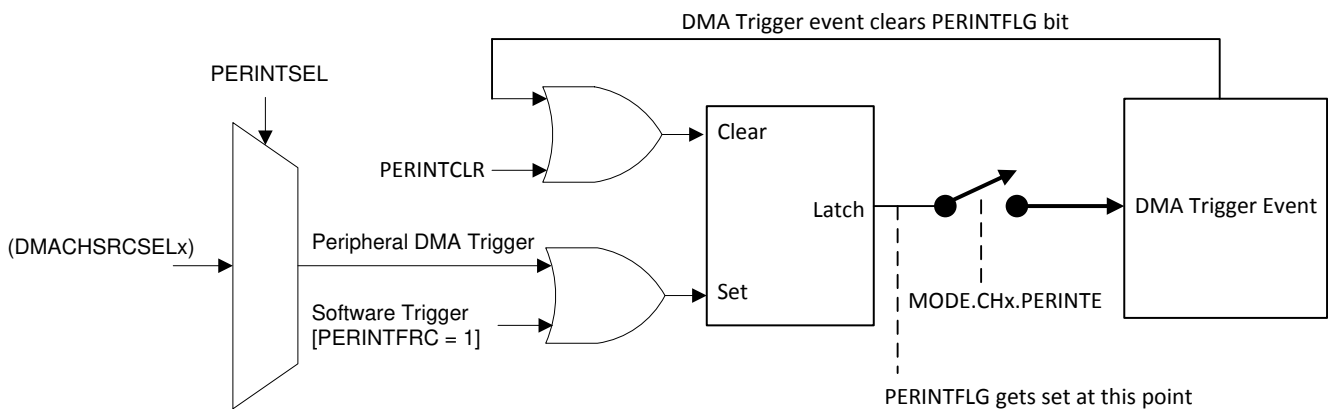 DMA Trigger event clears PERINTFLG bit
PERINTSEL
Clear
PERINTCLR
Latch
DMA Trigger Event
(DMACHSRCSELx)
Peripheral DMA Trigger
Set
MODE.CHx.PERINTE
Software Trigger
[PERINTFRC = 1]
PERINTFLG gets set at this point